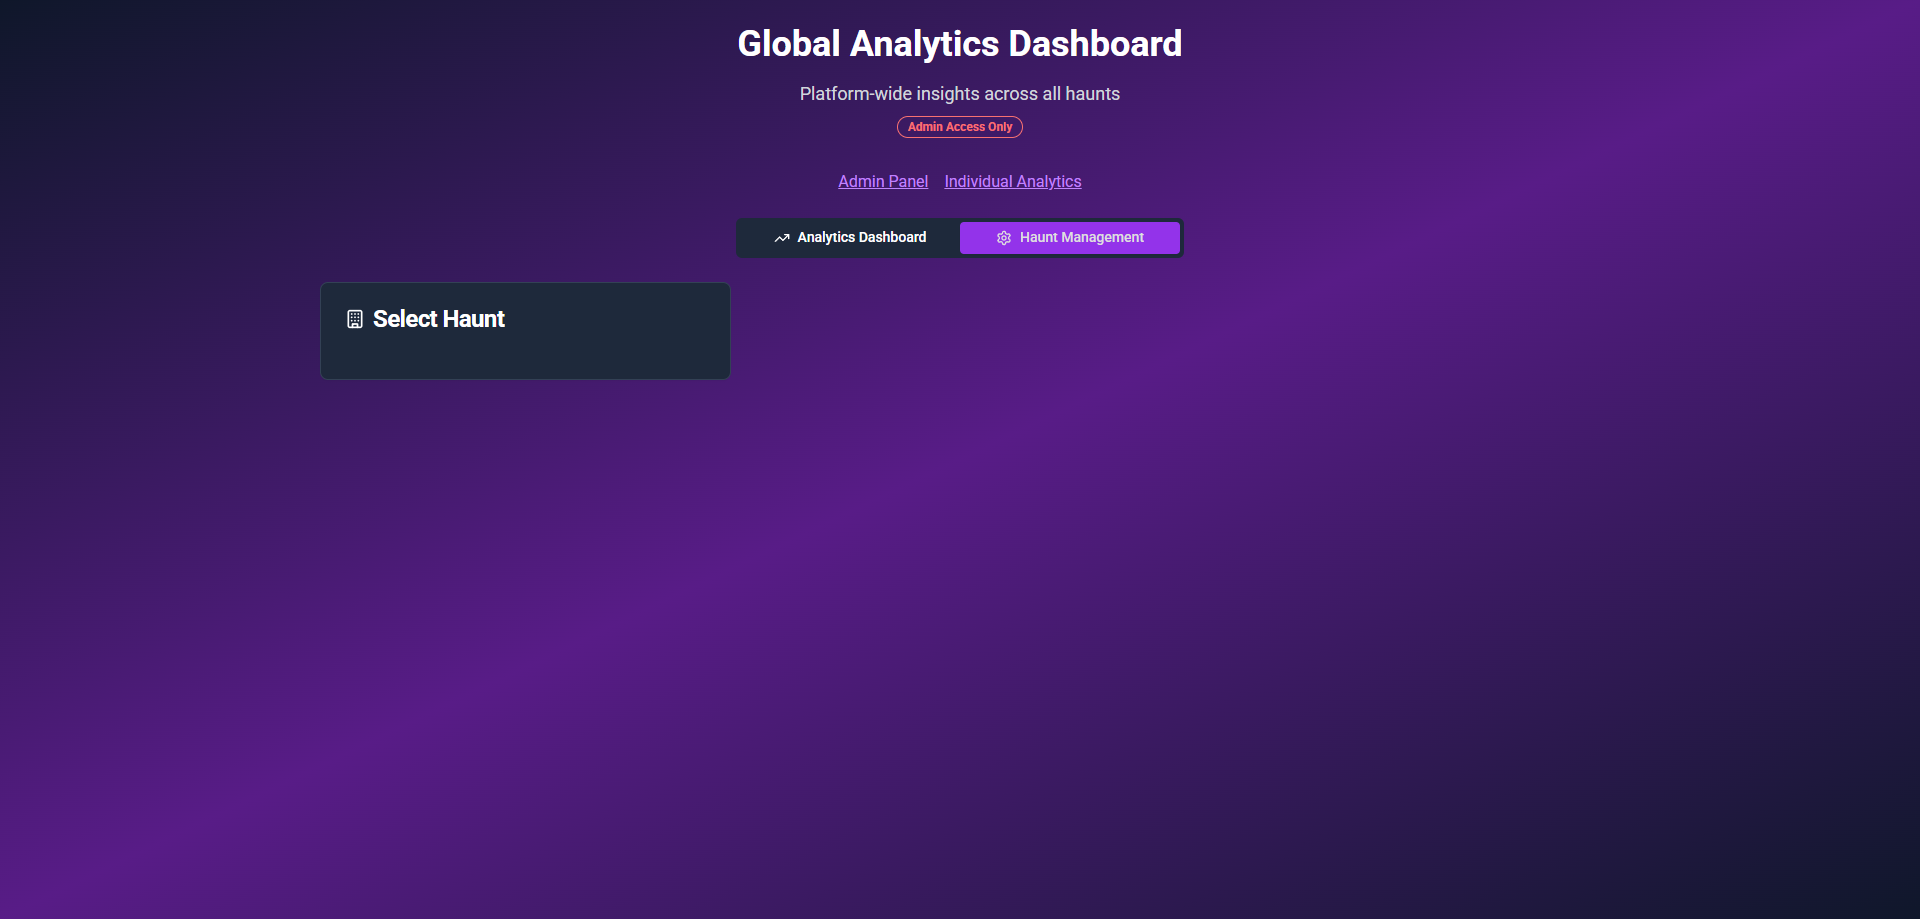 Global Analytics Dashboard
Platform-wide insights across all haunts
Admin Access Only
Admin Panel Individual Analytics
Analytics Dashboard Haunt Management
Select Haunt